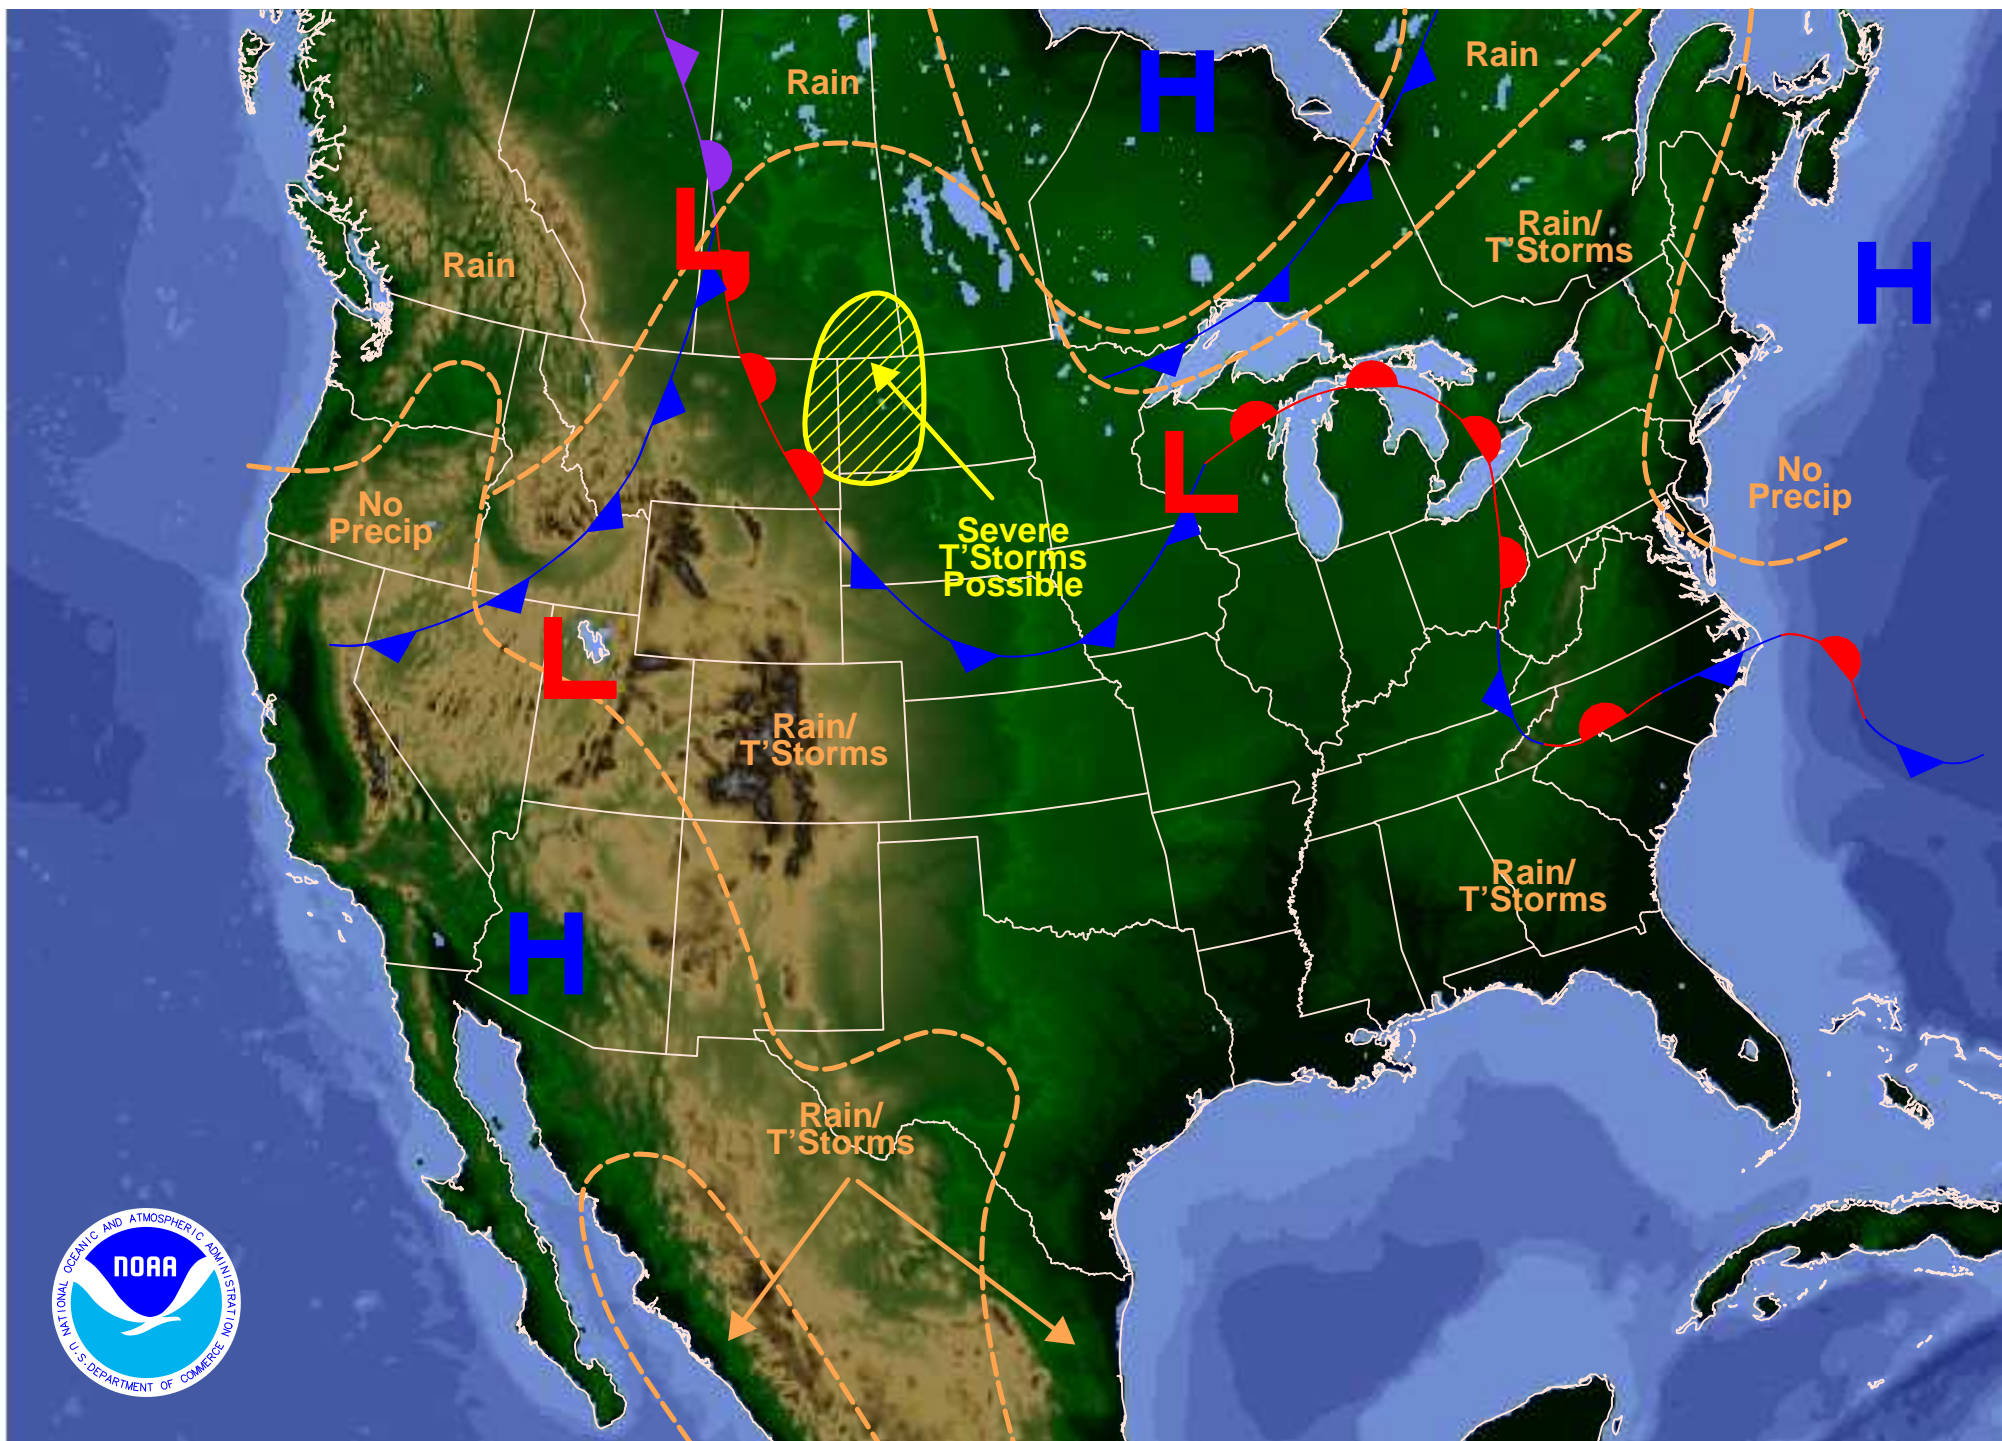 Rain
Rain
H
Rain
L
Rain/
T'Storms
H
No
Precip
No
Precip
L
Severe
T'Storms
Possible
L
Rain/
T'Storms
Rain/
T'Storms
H
Rain/
T'Storms
NATIONAL OCEANIC AND ATMOSPHERIC ADMINISTRATION
NOAA
U.S. DEPARTMENT OF COMMERCE